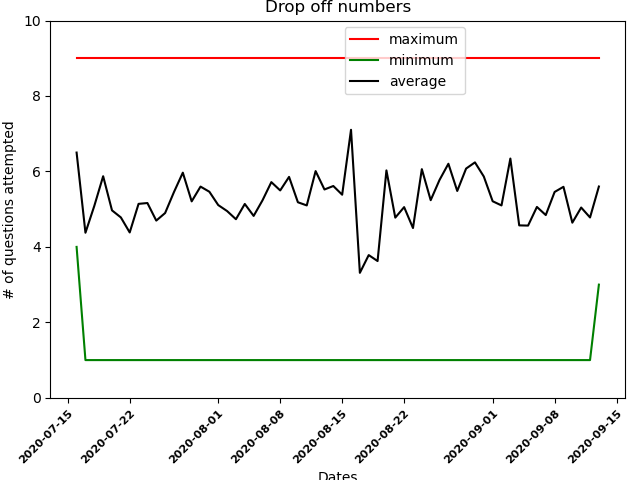 Drop off numbers
10
8
6
4
2
0
# of questions attempted
maximum
minimum
average
2020-07-15
2020-07-22
2020-08-01
2020-08-08
2020-08-15
2020-08-22
2020-09-01
2020-09-08
2020-09-15
Dates